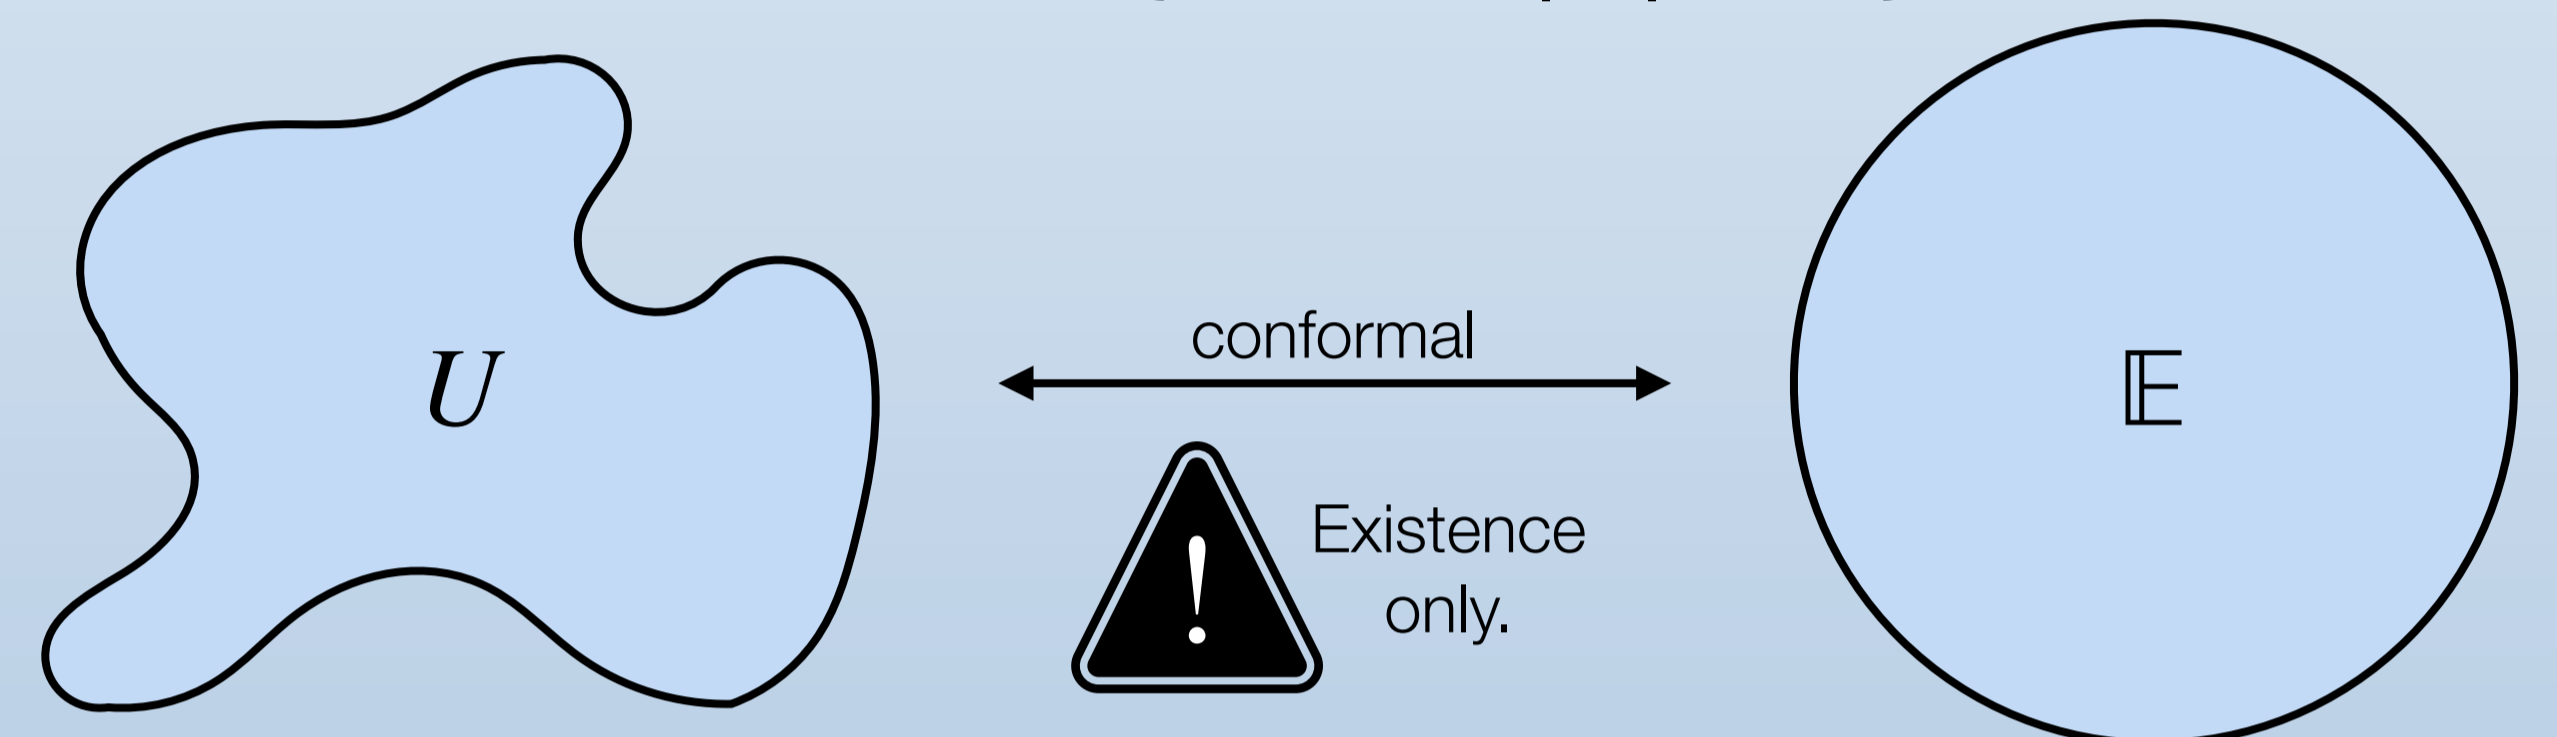 U
conformal
!
Existence
only.
𝔼